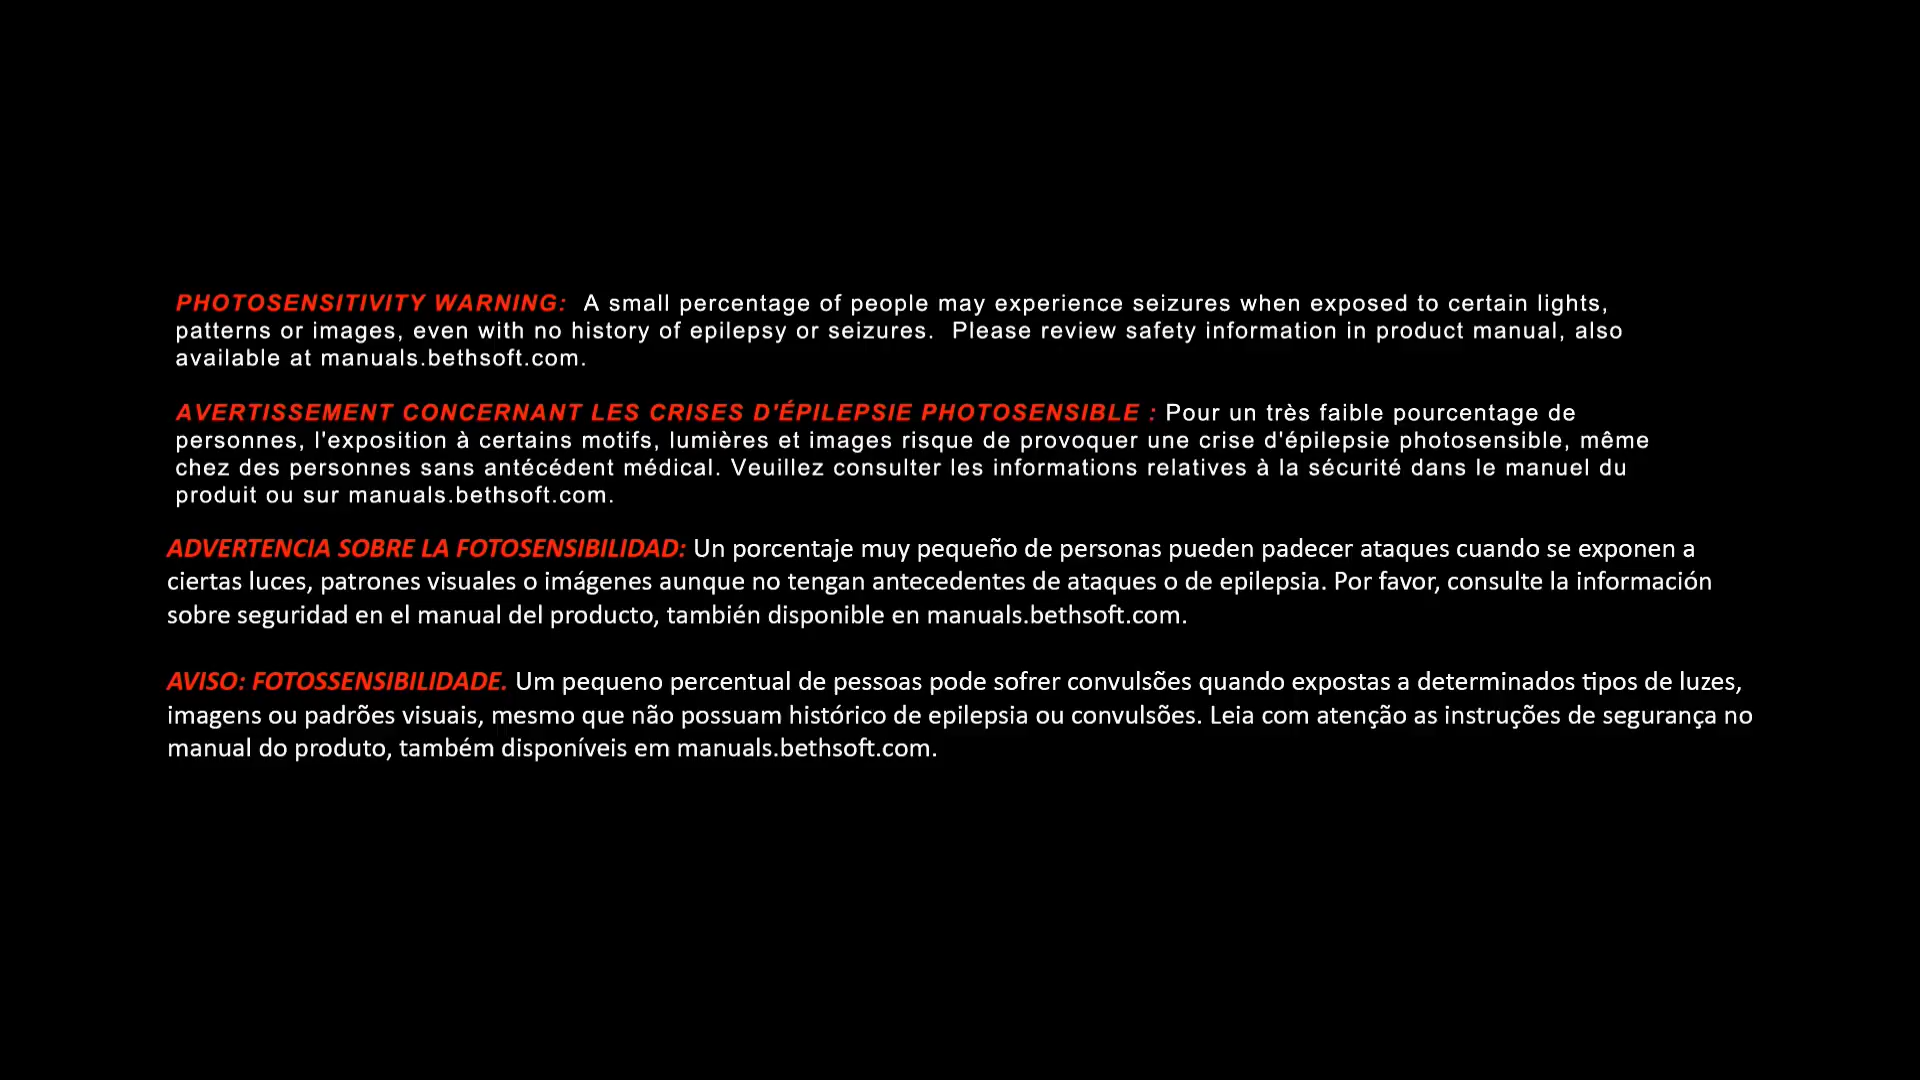 PHOTOSENSITIVITY WARNING:  A small percentage of people may experience seizures when exposed to certain lights,
patterns or images, even with no history of epilepsy or seizures.  Please review safety information in product manual, also
available at manuals.bethsoft.com.
AVERTISSEMENT CONCERNANT LES CRISES D'ÉPILEPSIE PHOTOSENSIBLE : Pour un très faible pourcentage de
personnes, l'exposition à certains motifs, lumières et images risque de provoquer une crise d'épilepsie photosensible, même
chez des personnes sans antécédent médical. Veuillez consulter les informations relatives à la sécurité dans le manuel du
produit ou sur manuals.bethsoft.com.
ADVERTENCIA SOBRE LA FOTOSENSIBILIDAD: Un porcentaje muy pequeño de personas pueden padecer ataques cuando se exponen a
ciertas luces, patrones visuales o imágenes aunque no tengan antecedentes de ataques o de epilepsia. Por favor, consulte la información
sobre seguridad en el manual del producto, también disponible en manuals.bethsoft.com.
AVISO: FOTOSSENSIBILIDADE. Um pequeno percentual de pessoas pode sofrer convulsões quando expostas a determinados tipos de luzes,
imagens ou padrões visuais, mesmo que não possuam histórico de epilepsia ou convulsões. Leia com atenção as instruções de segurança no
manual do produto, também disponíveis em manuals.bethsoft.com.